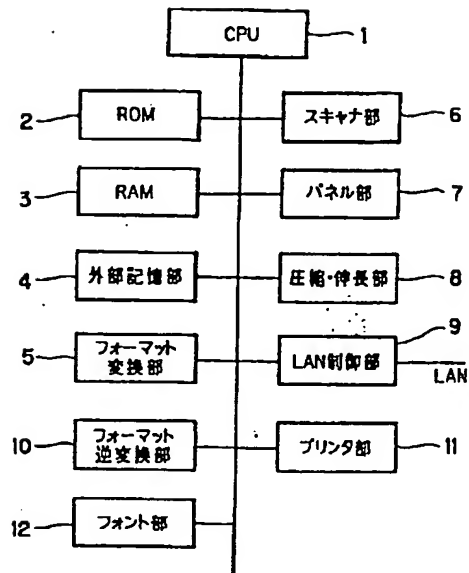 CPU
1
2
ROM
スキャナ部
6
3
RAM
パネル部
7
4
外部記憶部
圧縮・伸長部
8
9
5
フォーマット
変換部
LAN制御部
LAN
10
フォーマット
逆変換部
プリンタ部
11
12
フォント部